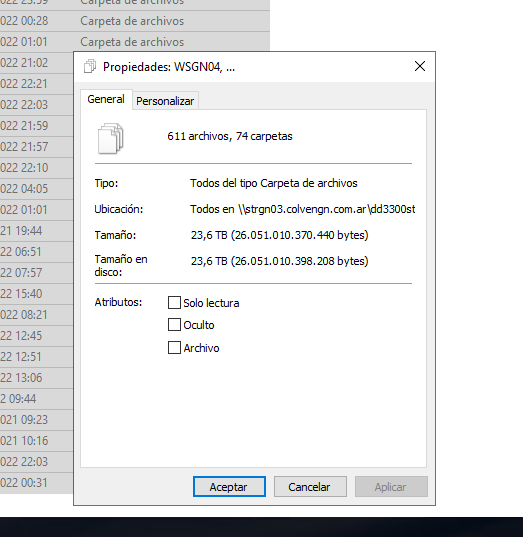 022 23:59 Carpeta de archivos
022 00:28 Carpeta de archivos
022 01:01 Carpeta de archivos
022 21:02
022 22:21
022 22:03
022 21:59
022 21:57
022 22:10
022 04:05
022 01:01
21 19:44
22 06:51
22 07:57
22 15:40
022 08:21
22 12:45
22 12:51
22 13:06
2 09:44
021 09:23
021 10:16
022 22:03
022 00:31
Propiedades: WSGN04, ...
General Personalizar
611 archivos, 74 carpetas
Tipo: Todos del tipo Carpeta de archivos
Ubicación: Todos en \\strgn03.colvengn.com.ar\dd3300st
Tamaño: 23,6 TB (26.051.010.370.440 bytes)
Tamaño en
disco: 23,6 TB (26.051.010.398.208 bytes)
Atributos: Solo lectura
Oculto
Archivo
Aceptar Cancelar Aplicar